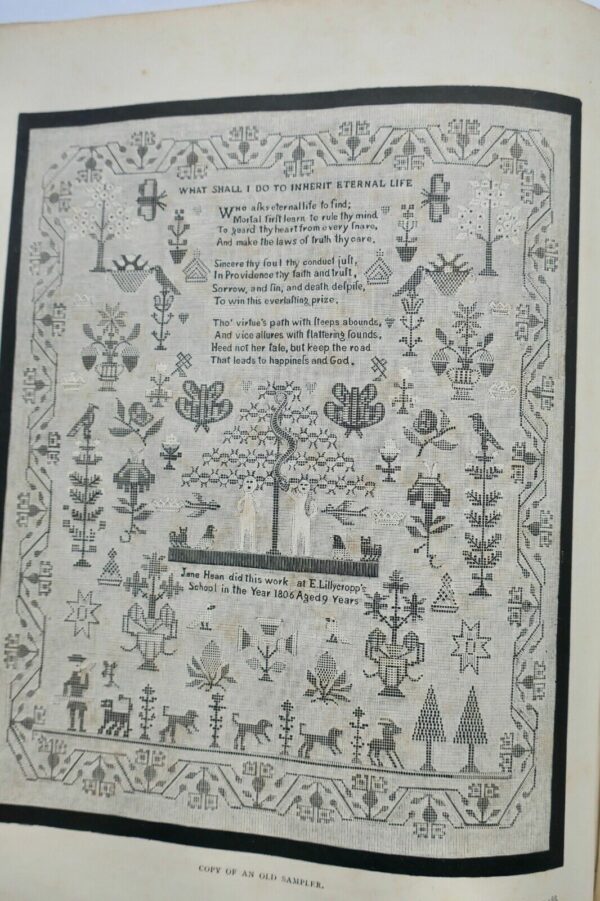 WHAT SHALL I DO TO INHERIT ETERNAL LIFE
WHO aſks eternal life to find;
Mortal firſt learn to rule thy mind
To guard thy heart from every ſnare,
And make the laws of truth thy care.
Sincere thy ſoul thy conduct juſt,
In Providence thy faith and truſt,
Sorrow, and ſin, and death deſpiſe,
To win this everlaſting prize.
Tho' virtue's path with ſteeps abounds,
And vice allures with flattering ſounds,
Heed not her tale, but keep the road
That leads to happineſs and God.
Jane Hean did this work at E. Lillycropp's
School in the Year 1806 Aged 9 Years
COPY OF AN OLD SAMPLER.